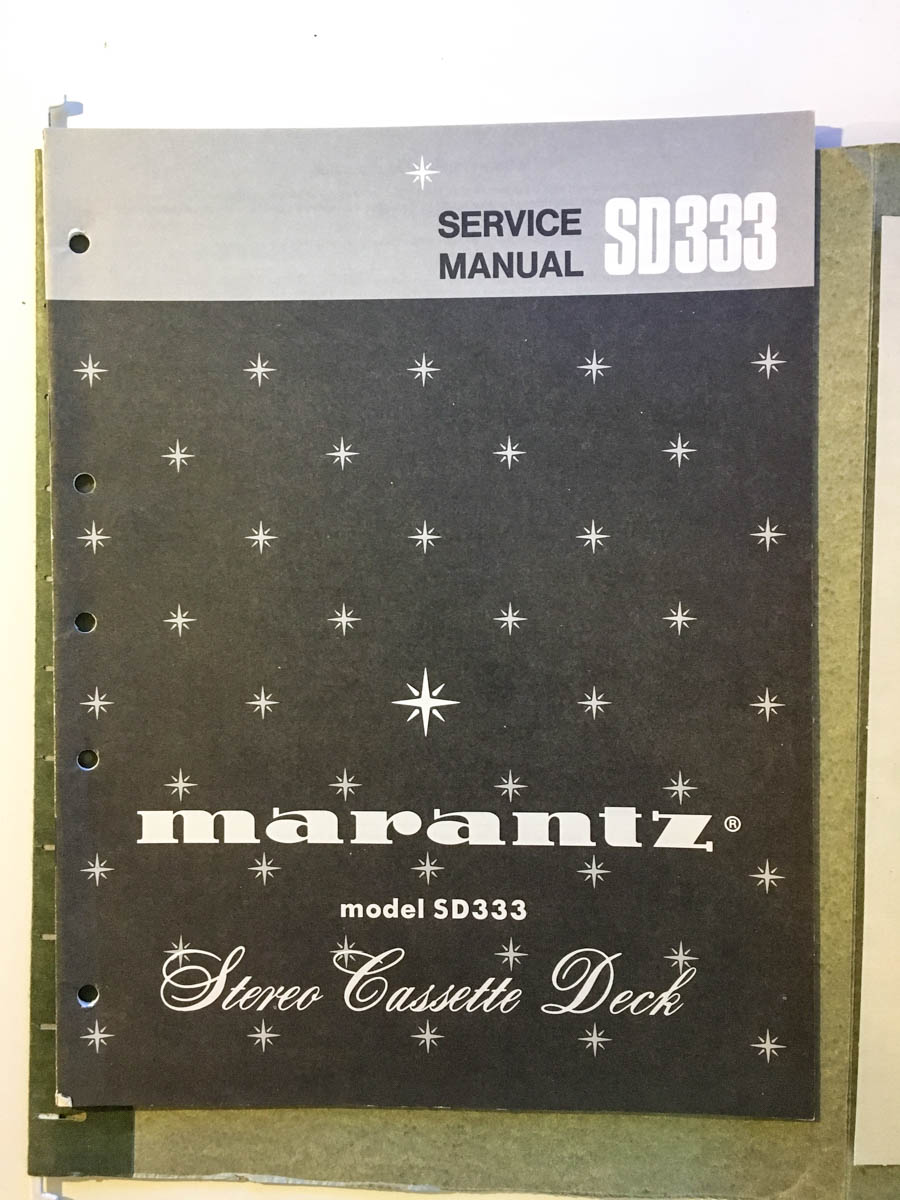 SERVICE SD333
MANUAL
marantz®
model SD333
Stereo Cassette Deck